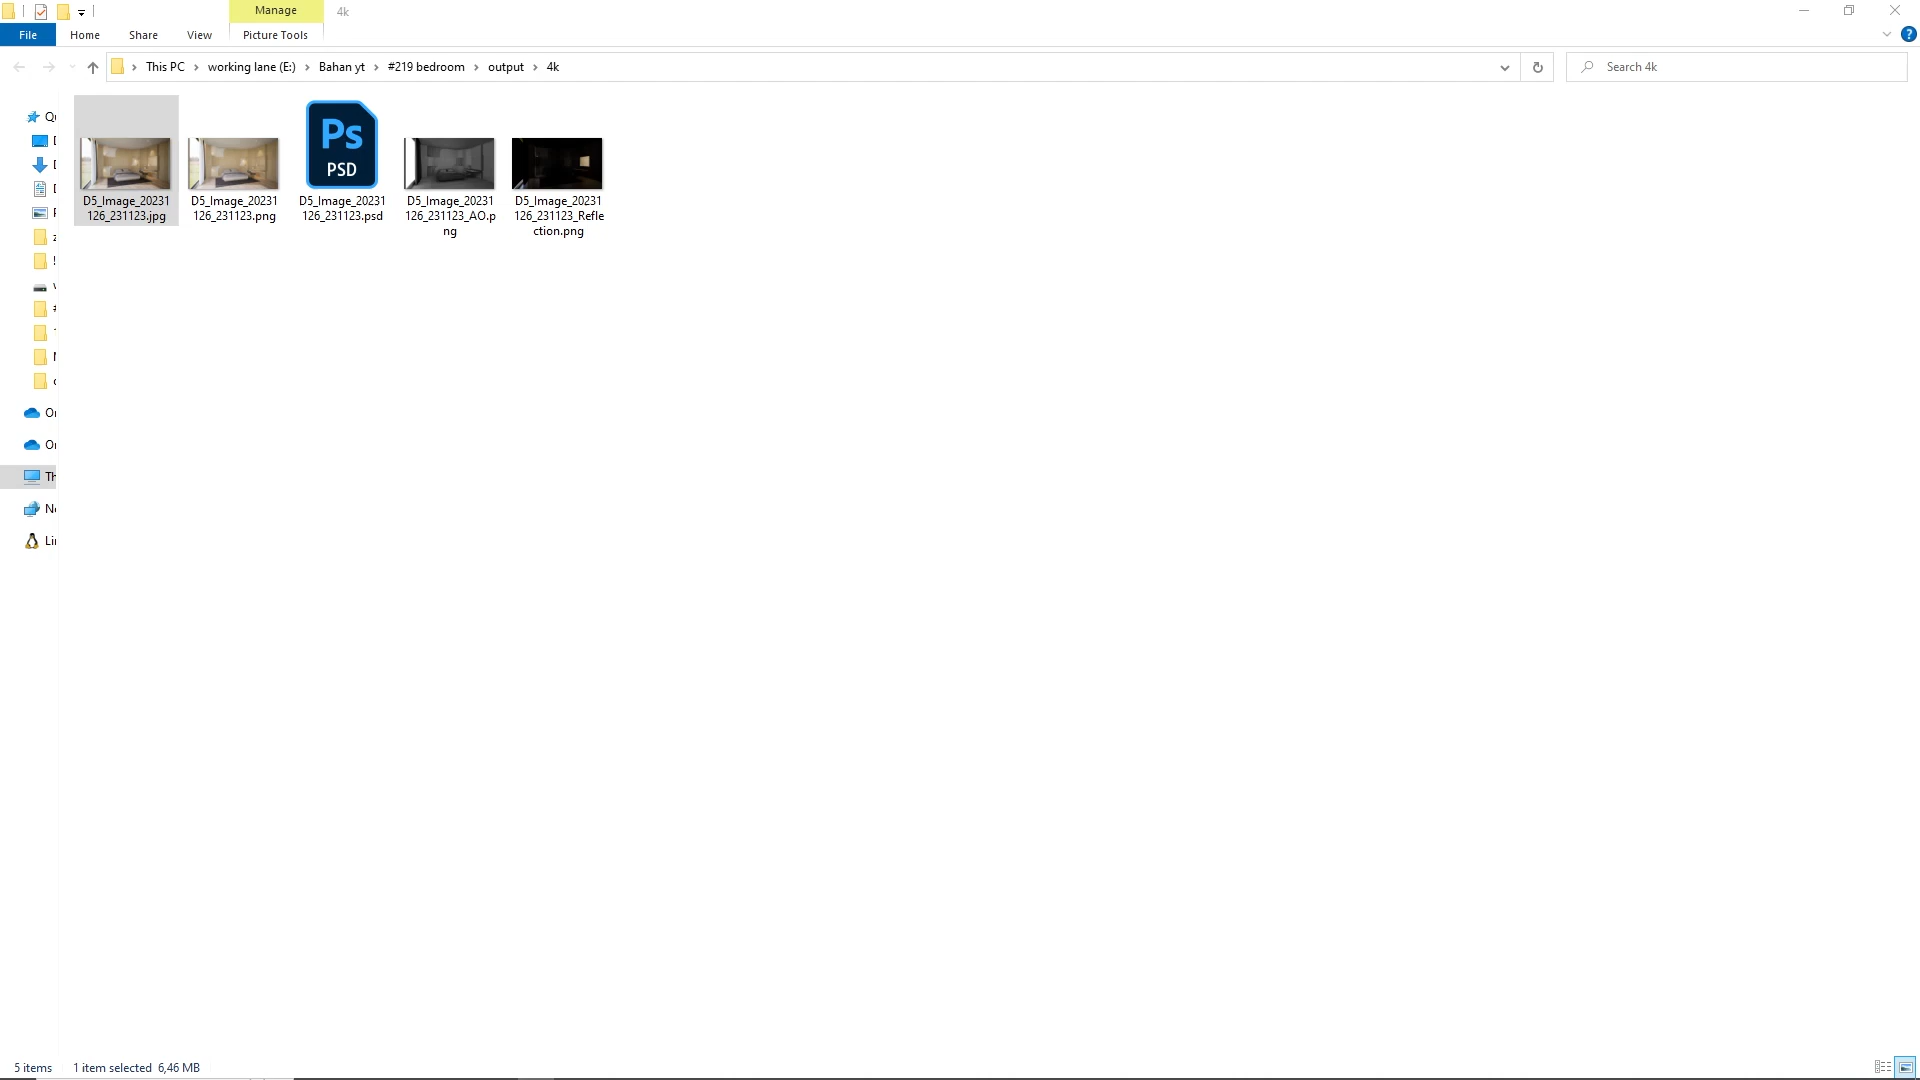 Manage
4k
File
Home
Share
View
Picture Tools
This PC
working lane (E:)
Bahan yt
#219 bedroom
output
4k
Search 4k
Ps
PSD
D5_Image_20231
126_231123.jpg
D5_Image_20231
126_231123.png
D5_Image_20231
126_231123.psd
D5_Image_20231
126_231123_AO.p
ng
D5_Image_20231
126_231123_Refle
ction.png
5 items
1 item selected 6,46 MB